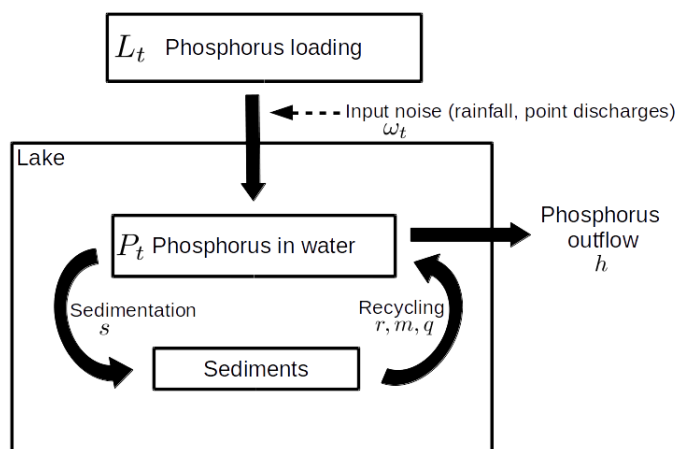 L_t Phosphorus loading
Input noise (rainfall, point discharges)
ω_t
Lake
P_t Phosphorus in water
Phosphorus
outflow
h
Sedimentation
s
Recycling
r, m, q
Sediments